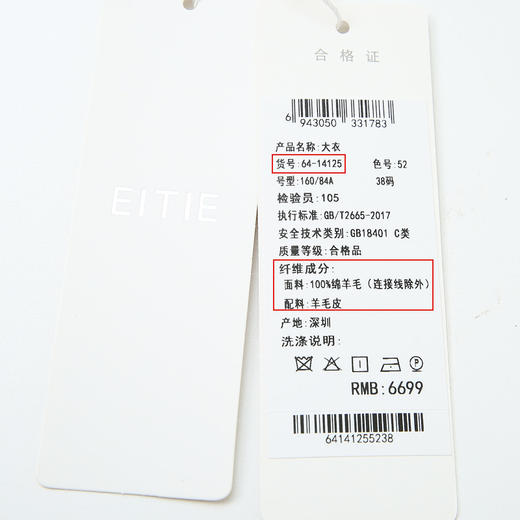 EITIE
合格证
6 943050 331783
产品名称:大衣
货号:64-14125 色号:52
号型:160/84A 38码
检验员:105
执行标准:GB/T2665-2017
安全技术类别:GB18401 C类
质量等级:合格品
纤维成分:
面料:100%绵羊毛(连接线除外)
配料:羊毛皮
产地:深圳
洗涤说明:
P
RMB:6699
64141255238